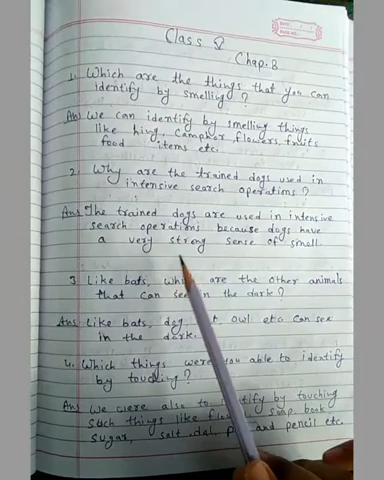 Class 8
Chap. 8
1. Which are the things that you can
identify by smelling?
Ans We can identify by smelling things
like hing, camphor flowers, fruits
food items etc.
2. Why are the trained dogs used in
intensive search operations?
Ans The trained dogs are used in intensive
search operations because dogs have
a very strong sense of smell.
3 Like bats, are the other animals
that can see in the dark?
Ans. Like bats, dog, owl etc can see
in the dark.
4. Which things were you able to identify
by touching?
Ans We were also to identify by touching
such things like soap, book
sugar, salt, dal, and pencil etc.